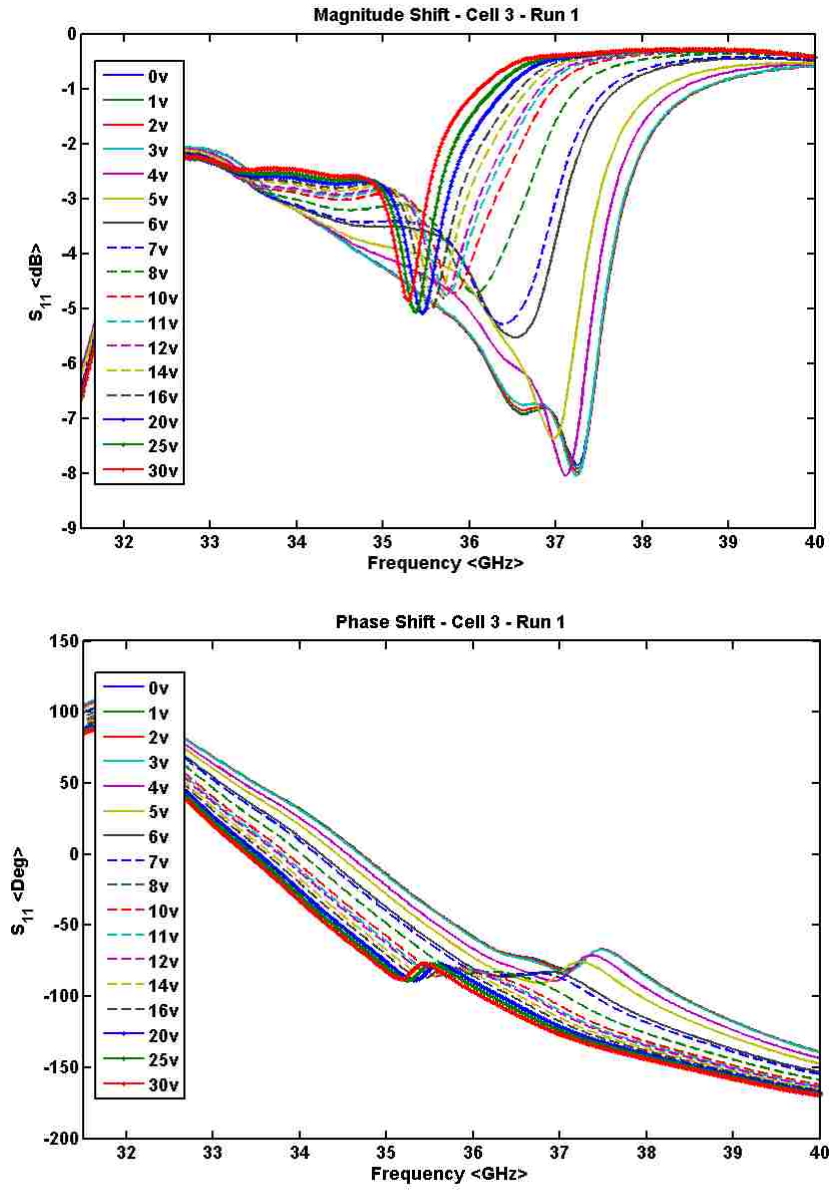 Magnitude Shift - Cell 3 - Run 1
0
-1
-2
-3
-4
-5
-6
-7
-8
-9
S11 <dB>
0v
1v
2v
3v
4v
5v
6v
7v
8v
10v
11v
12v
14v
16v
20v
25v
30v
32 33 34 35 36 37 38 39 40
Frequency <GHz>
Phase Shift - Cell 3 - Run 1
150
100
50
0
-50
-100
-150
-200
S11 <Deg>
0v
1v
2v
3v
4v
5v
6v
7v
8v
10v
11v
12v
14v
16v
20v
25v
30v
32 33 34 35 36 37 38 39 40
Frequency <GHz>